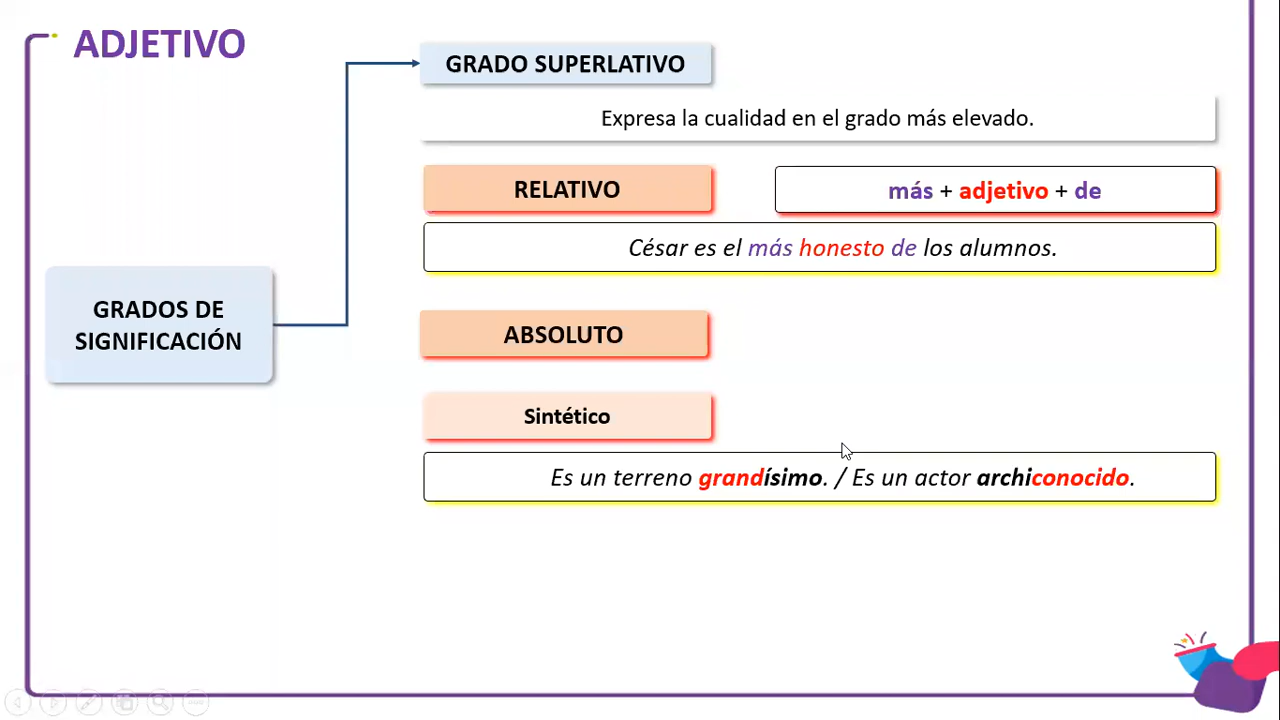 ADJETIVO
GRADO SUPERLATIVO
Expresa la cualidad en el grado más elevado.
RELATIVO
más + adjetivo + de
César es el más honesto de los alumnos.
GRADOS DE
SIGNIFICACIÓN
ABSOLUTO
Sintético
Es un terreno grandísimo. / Es un actor archiconocido.